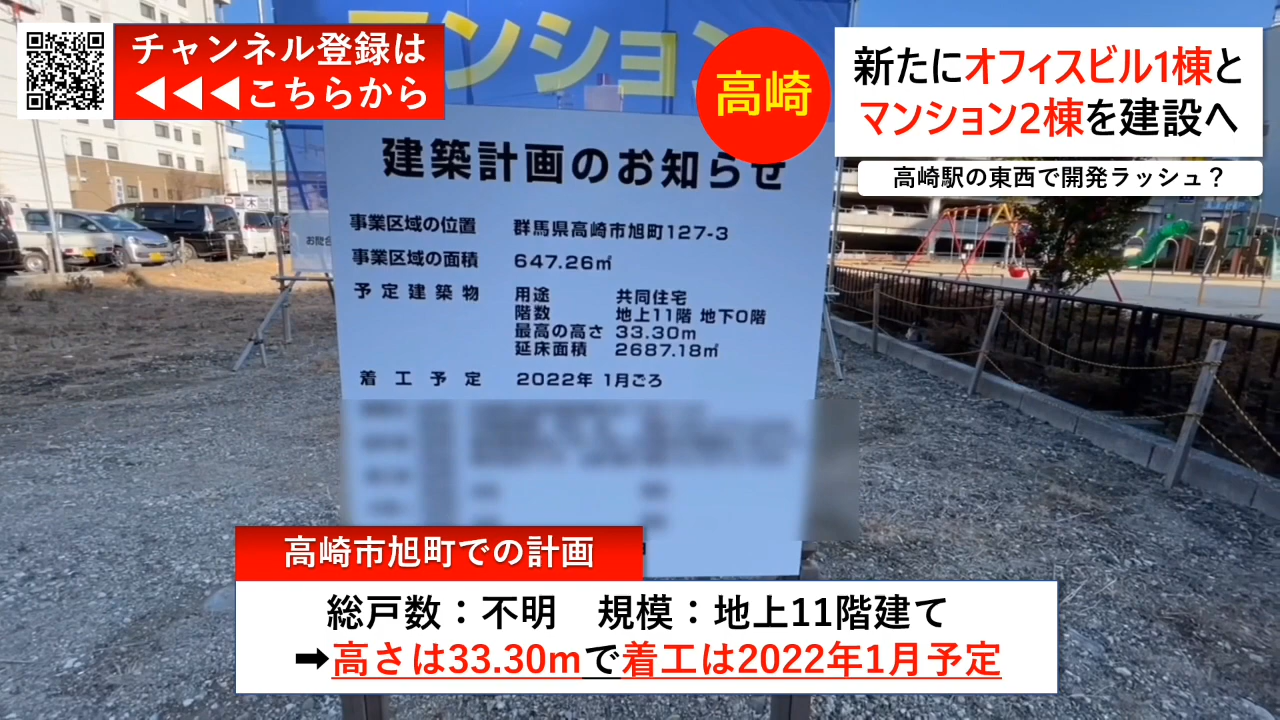 チャンネル登録は
◀◀◀こちらから
マンション
高崎
新たにオフィスビル1棟と
マンション2棟を建設へ
高崎駅の東西で開発ラッシュ？
建築計画のお知らせ
事業区域の位置 群馬県高崎市旭町127-3
事業区域の面積 647.26㎡
予定建築物 用途 共同住宅
階数 地上11階 地下0階
最高の高さ 33.30m
延床面積 2687.18㎡
着工予定 2022年 1月ごろ
高崎市旭町での計画
総戸数：不明 規模：地上11階建て
➡高さは33.30mで着工は2022年1月予定